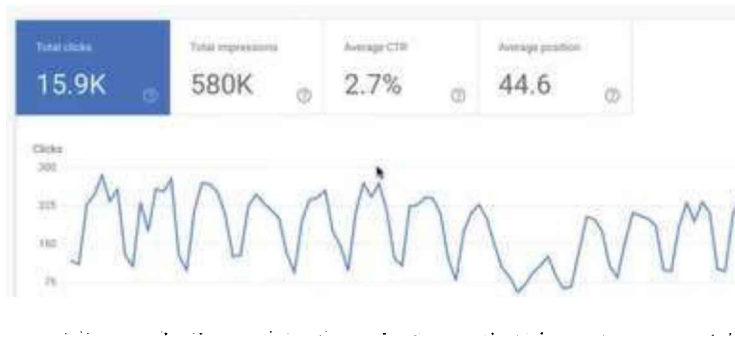 Total clicks Total impressions Average CTR Average position
15.9K 580K 2.7% 44.6
Clicks
300
225
150
75